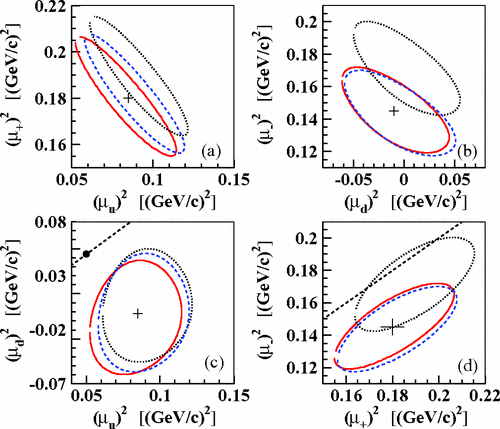 (μ₊)² [(GeV/c)²]
0.22
0.2
0.18
0.16
(a)
0.05 0.1 0.15
(μᵤ)² [(GeV/c)²]
(μ₋)² [(GeV/c)²]
0.2
0.18
0.16
0.14
0.12
(b)
-0.05 0 0.05
(μ_d)² [(GeV/c)²]
(μ_d)² [(GeV/c)²]
0.08
0.03
-0.02
-0.07
(c)
0.05 0.1 0.15
(μᵤ)² [(GeV/c)²]
(μ₋)² [(GeV/c)²]
0.2
0.18
0.16
0.14
0.12
(d)
0.16 0.18 0.2 0.22
(μ₊)² [(GeV/c)²]